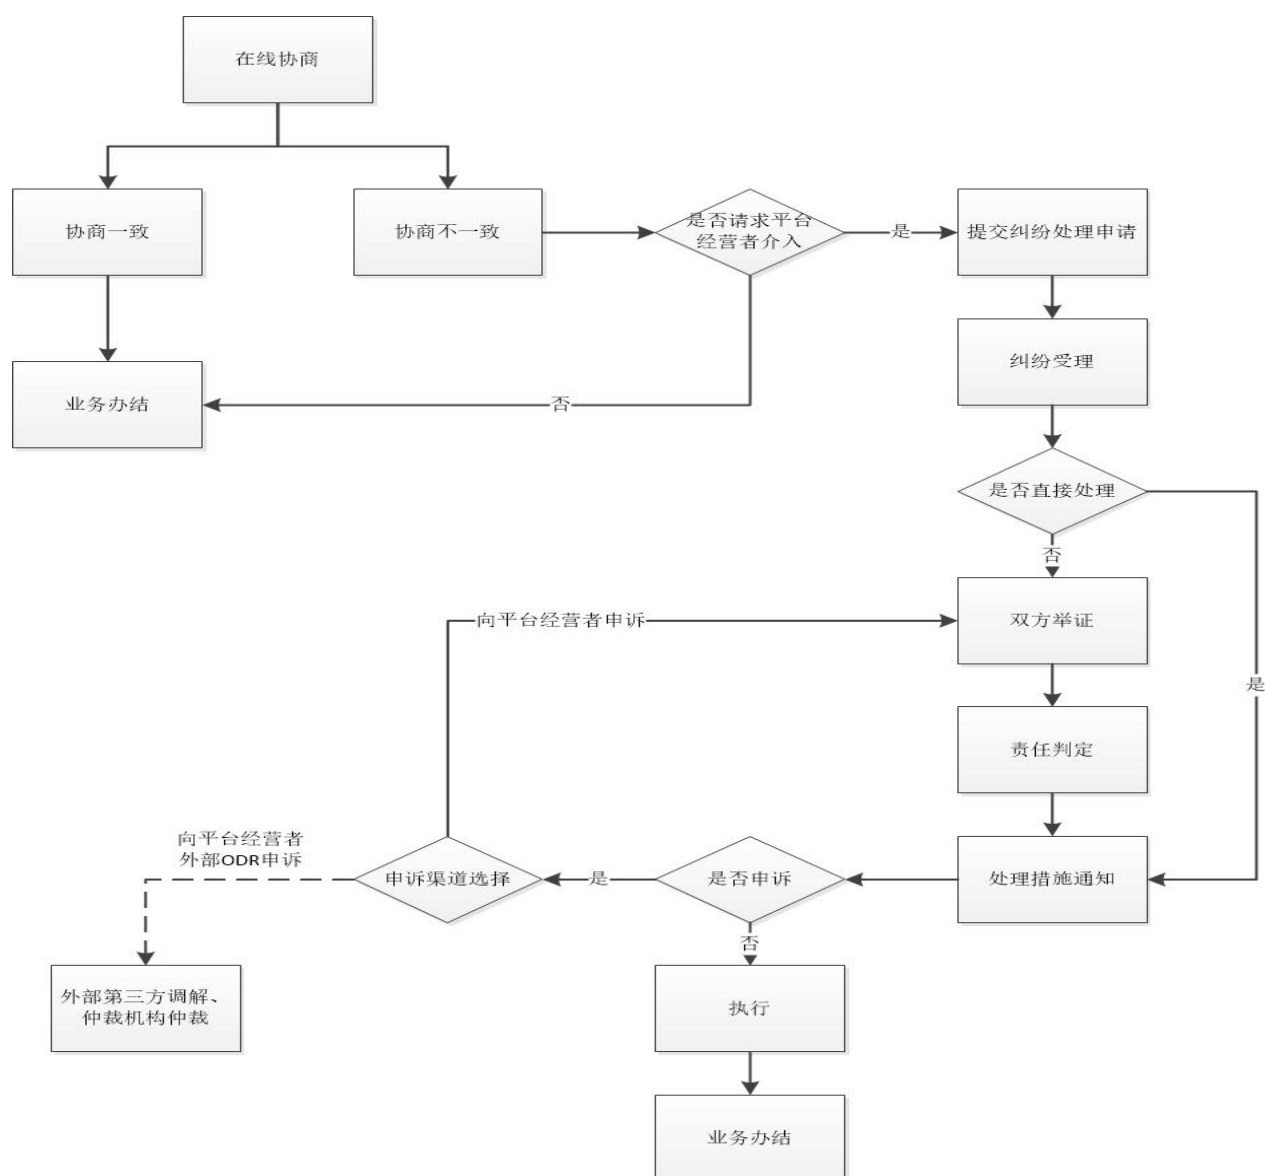 在线协商
协商一致
协商不一致
是否请求平台
经营者介入
是
提交纠纷处理申请
纠纷受理
业务办结
否
是否直接处理
否
向平台经营者申诉
双方举证
是
责任判定
向平台经营者
外部ODR申诉
申诉渠道选择
是
是否申诉
处理措施通知
否
外部第三方调解、
仲裁机构仲裁
执行
业务办结